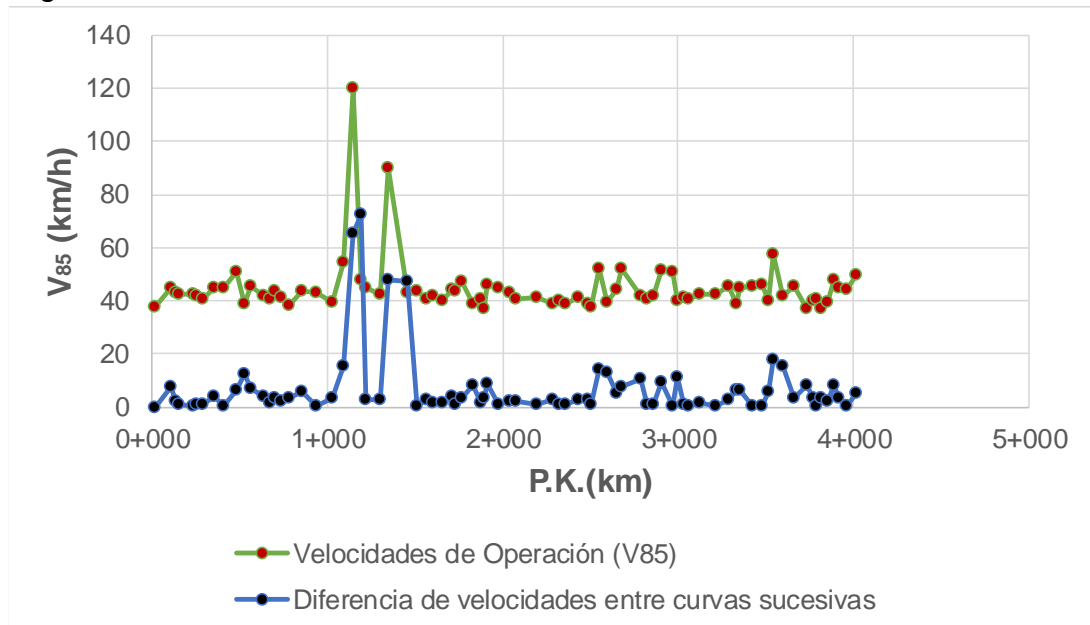 140
120
100
80
60
40
20
0
V85 (km/h)
0+000 1+000 2+000 3+000 4+000 5+000
P.K.(km)
Velocidades de Operación (V85)
Diferencia de velocidades entre curvas sucesivas